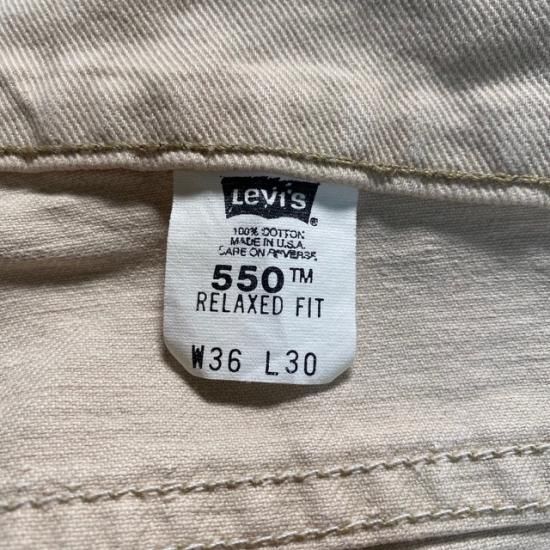 Levi's ®
100% COTTON
MADE IN U.S.A.
CARE ON REVERSE
550™
RELAXED FIT
W36 L30